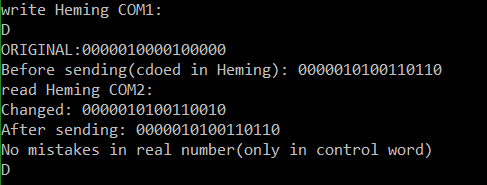 write Heming COM1:
D
ORIGINAL:0000010000100000
Before sending(cdoed in Heming): 0000010100110110
read Heming COM2:
Changed: 0000010100110010
After sending: 0000010100110110
No mistakes in real number(only in control word)
D